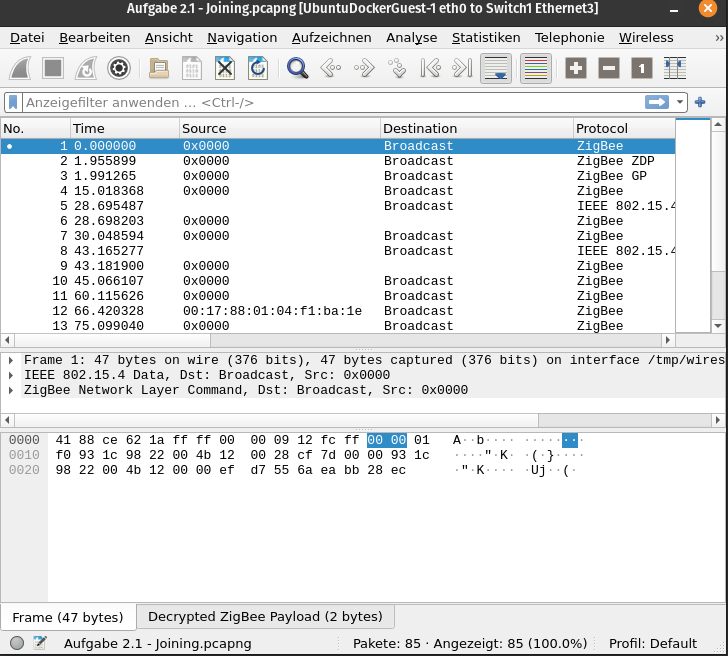 Aufgabe 2.1 - Joining.pcapng [UbuntuDockerGuest-1 eth0 to Switch1 Ethernet3]
Datei Bearbeiten Ansicht Navigation Aufzeichnen Analyse Statistiken Telephonie Wireless »
Anzeigefilter anwenden ... <Ctrl-/>
No. Time Source Destination Protocol
1 0.000000 0x0000 Broadcast ZigBee
2 1.955899 0x0000 Broadcast ZigBee ZDP
3 1.991265 0x0000 Broadcast ZigBee GP
4 15.018368 0x0000 Broadcast ZigBee
5 28.695487 Broadcast IEEE 802.15.4
6 28.698203 0x0000 ZigBee
7 30.048594 0x0000 Broadcast ZigBee
8 43.165277 Broadcast IEEE 802.15.4
9 43.181900 0x0000 ZigBee
10 45.066107 0x0000 Broadcast ZigBee
11 60.115626 0x0000 Broadcast ZigBee
12 66.420328 00:17:88:01:04:f1:ba:1e Broadcast ZigBee
13 75.099040 0x0000 Broadcast ZigBee
Frame 1: 47 bytes on wire (376 bits), 47 bytes captured (376 bits) on interface /tmp/wires
IEEE 802.15.4 Data, Dst: Broadcast, Src: 0x0000
ZigBee Network Layer Command, Dst: Broadcast, Src: 0x0000
0000 41 88 ce 62 1a ff ff 00 00 09 12 fc ff 00 00 01 A··b···· ········
0010 f0 93 1c 98 22 00 4b 12 00 28 cf 7d 00 00 93 1c ····"·K· ·(·}····
0020 98 22 00 4b 12 00 00 ef d7 55 6a ea bb 28 ec ·"·K···· ·Uj··(·
Frame (47 bytes) Decrypted ZigBee Payload (2 bytes)
Aufgabe 2.1 - Joining.pcapng Pakete: 85 · Angezeigt: 85 (100.0%) Profil: Default